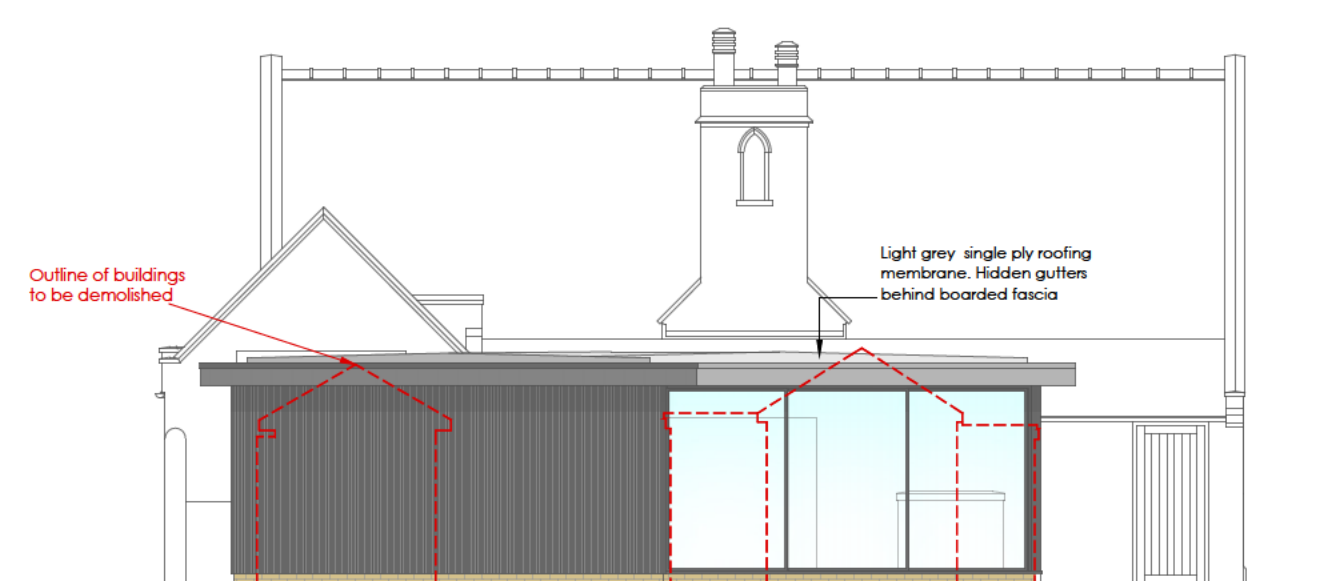 Light grey single ply roofing
membrane. Hidden gutters
behind boarded fascia
Outline of buildings
to be demolished